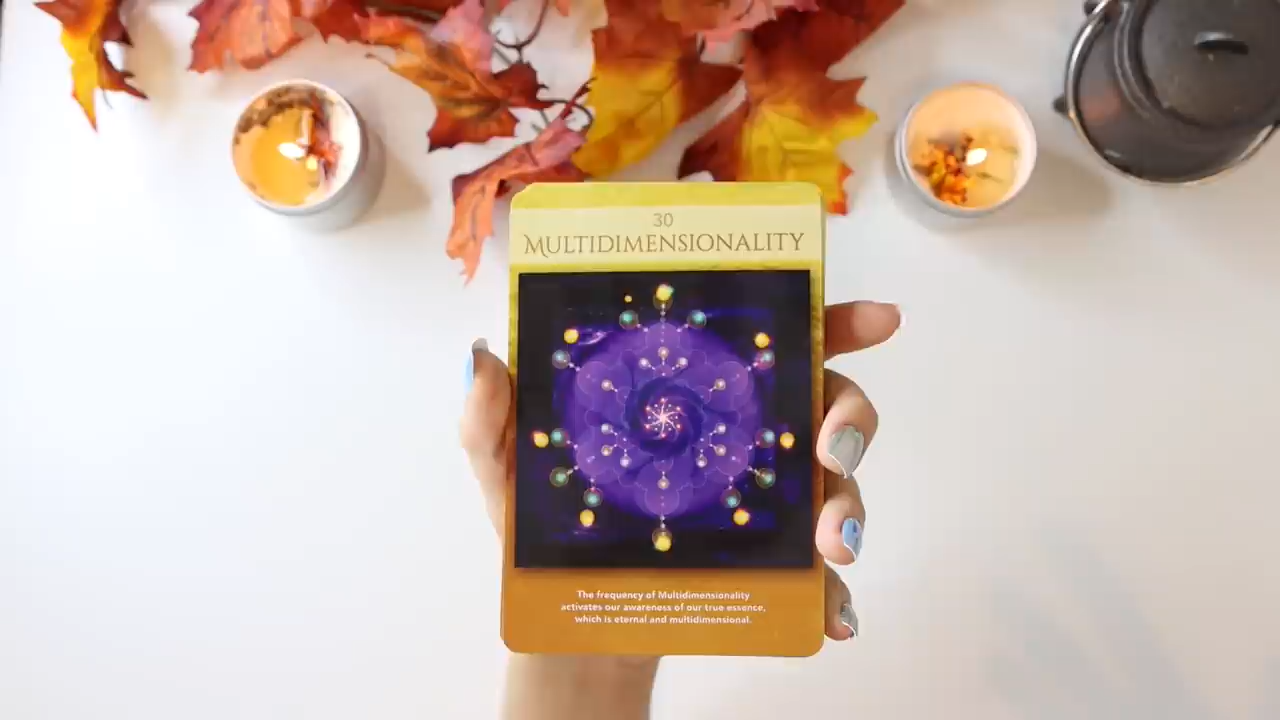 30
MULTIDIMENSIONALITY
The frequency of Multidimensionality
activates our awareness of our true essence,
which is eternal and multidimensional.